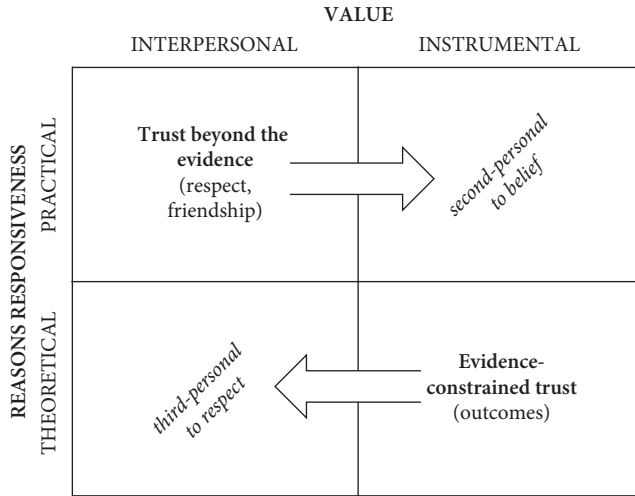 VALUE
INTERPERSONAL INSTRUMENTAL
REASONS RESPONSIVENESS
PRACTICAL
Trust beyond the
evidence
(respect,
friendship)
second-personal
to belief
THEORETICAL
third-personal
to respect
Evidence-
constrained trust
(outcomes)